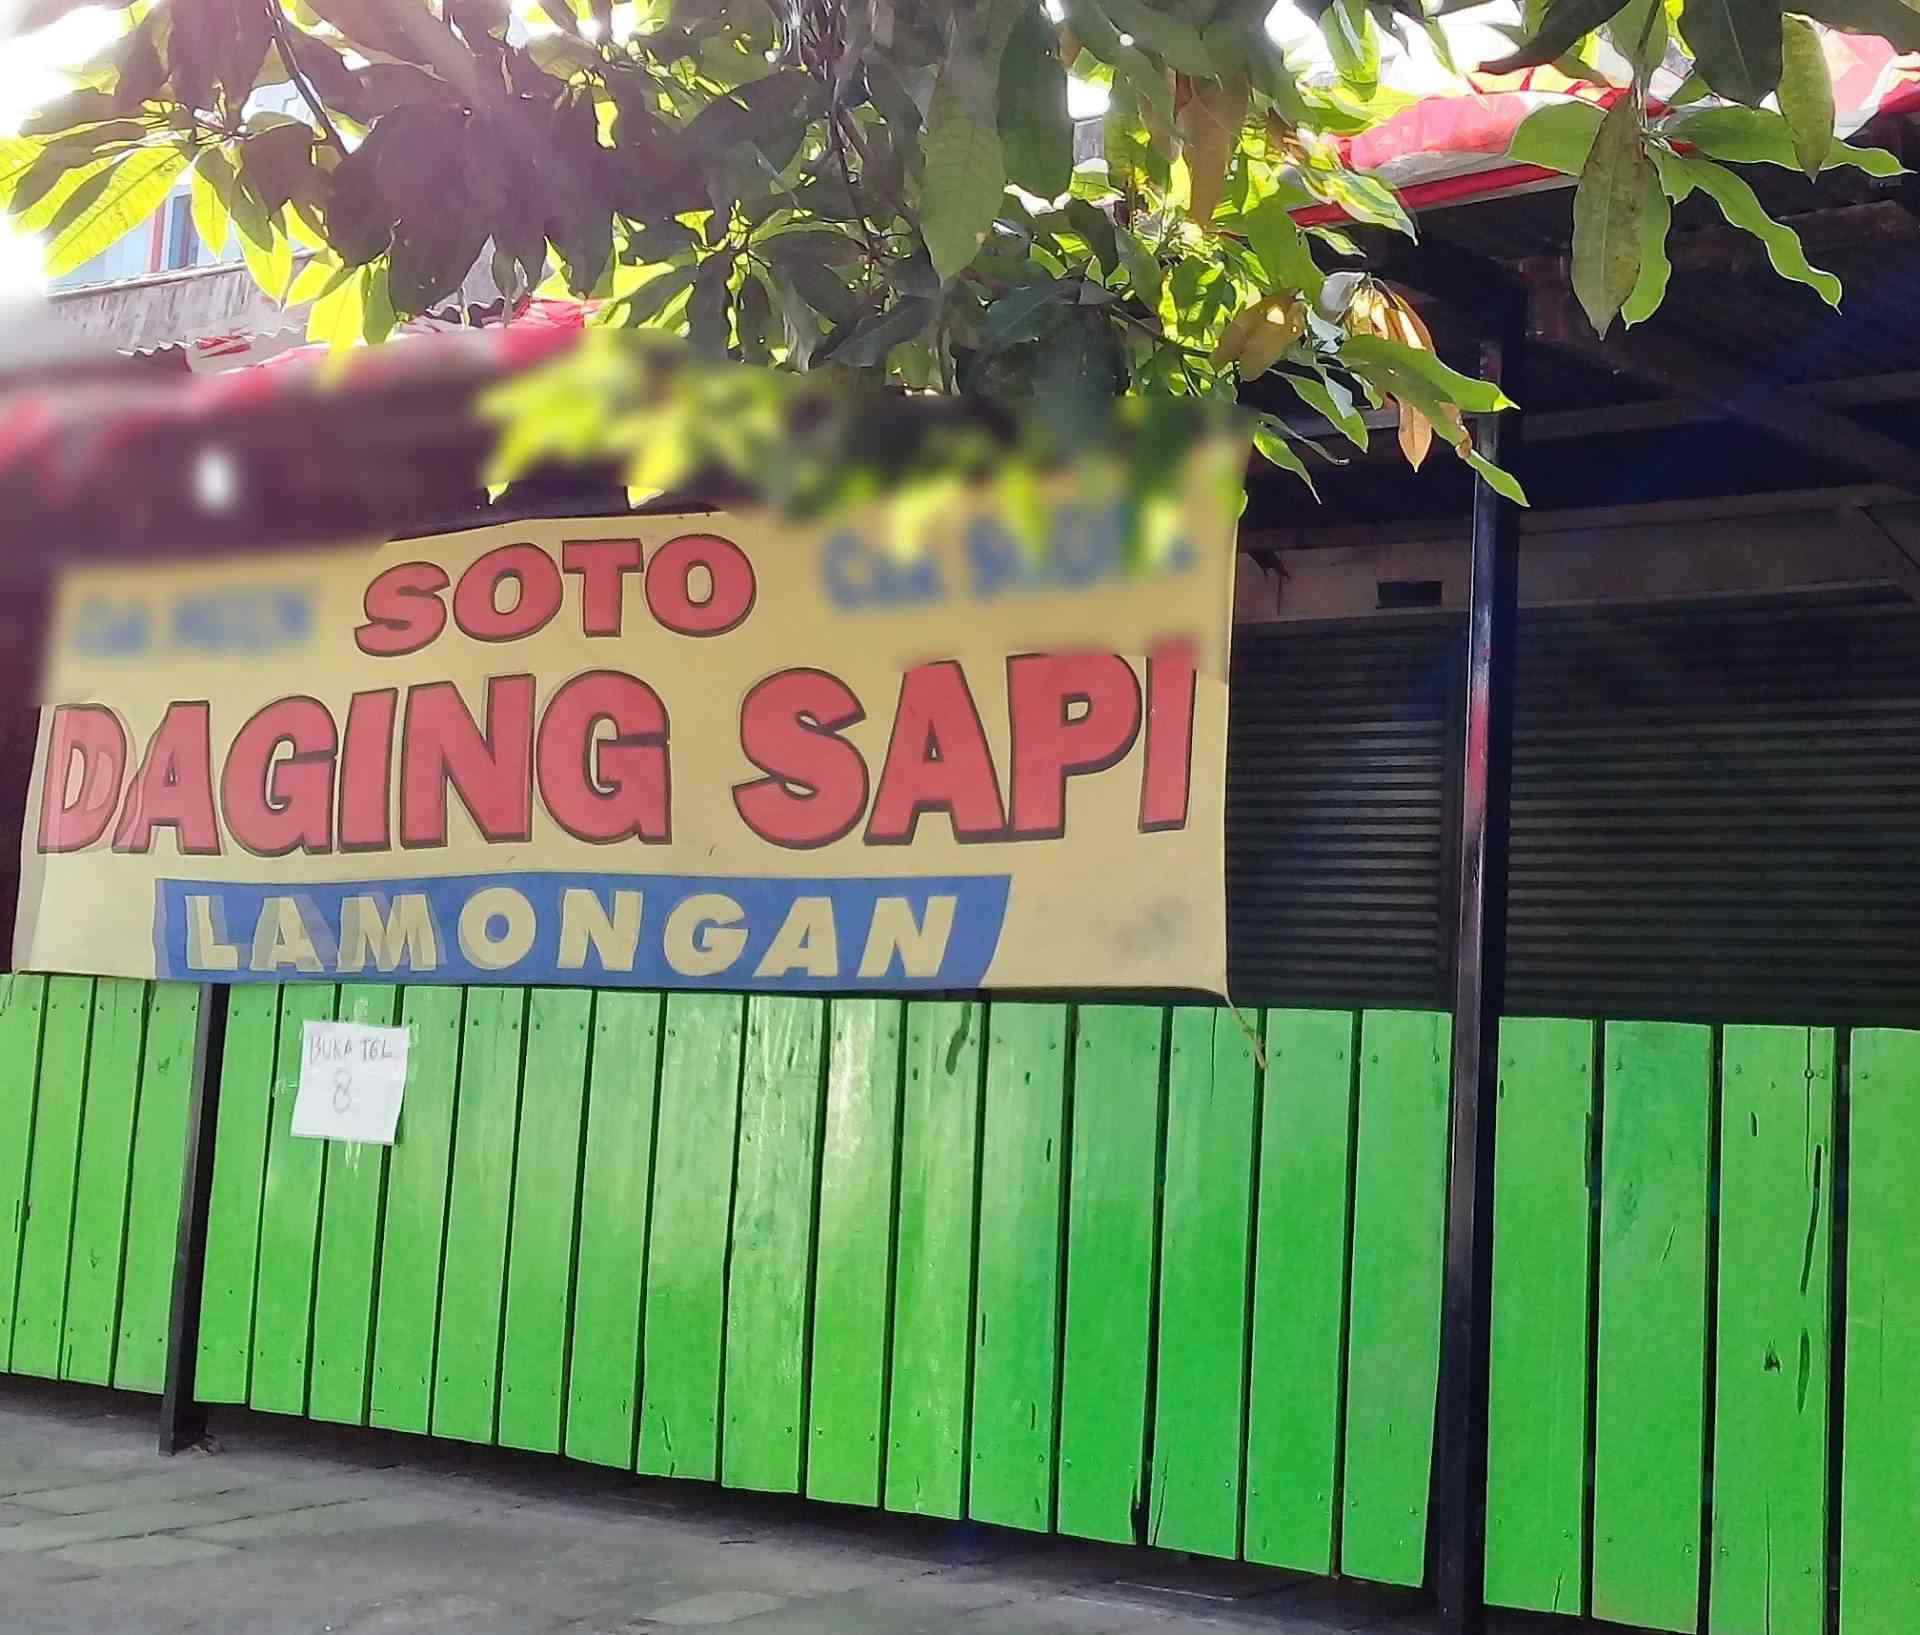 SOTO
DAGING SAPI
LAMONGAN
BUKA TGL
8